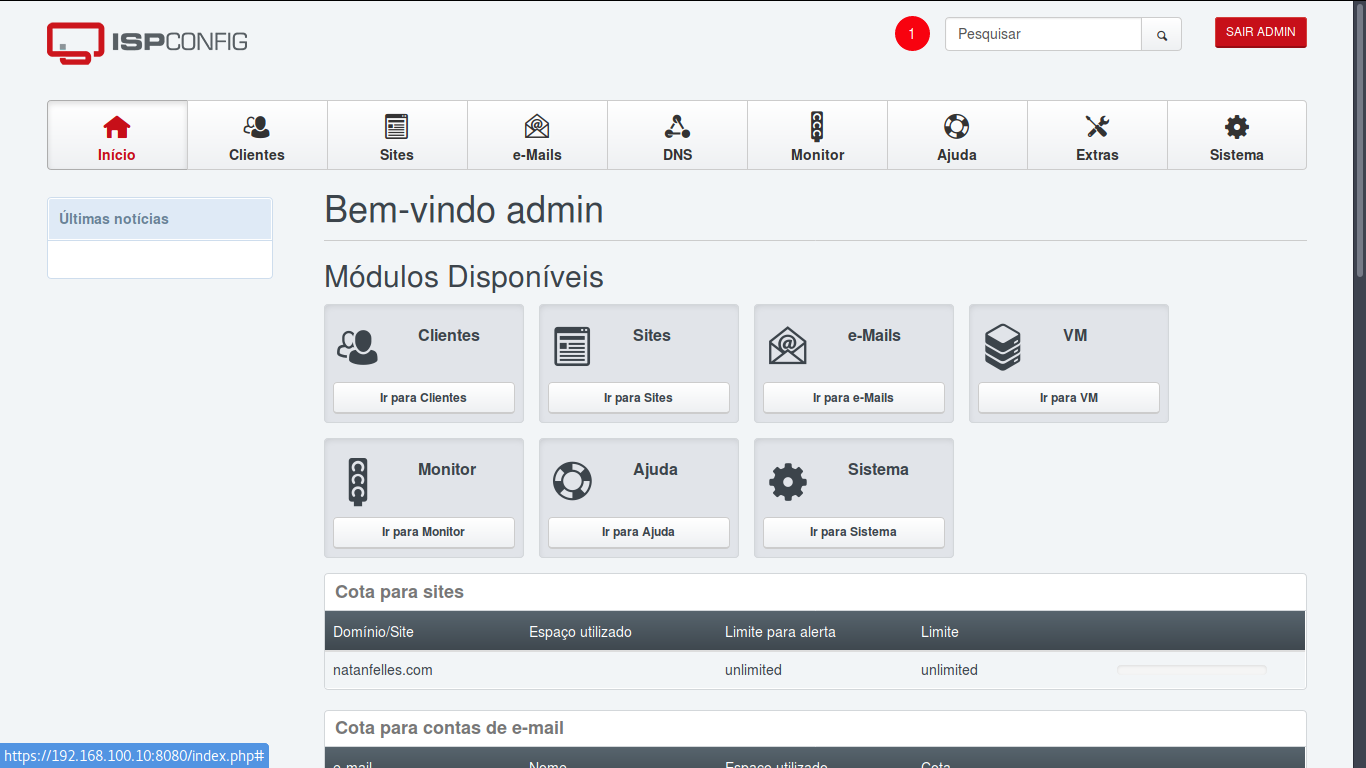 ISPCONFIG
1
Pesquisar
SAIR ADMIN
Início
Clientes
Sites
e-Mails
DNS
Monitor
Ajuda
Extras
Sistema
Últimas notícias
Bem-vindo admin
Módulos Disponíveis
Clientes
Ir para Clientes
Sites
Ir para Sites
e-Mails
Ir para e-Mails
VM
Ir para VM
Monitor
Ir para Monitor
Ajuda
Ir para Ajuda
Sistema
Ir para Sistema
Cota para sites
Domínio/Site Espaço utilizado Limite para alerta Limite
natanfelles.com unlimited unlimited
Cota para contas de e-mail
e-mail Nome Espaço utilizado Cota
https://192.168.100.10:8080/index.php#